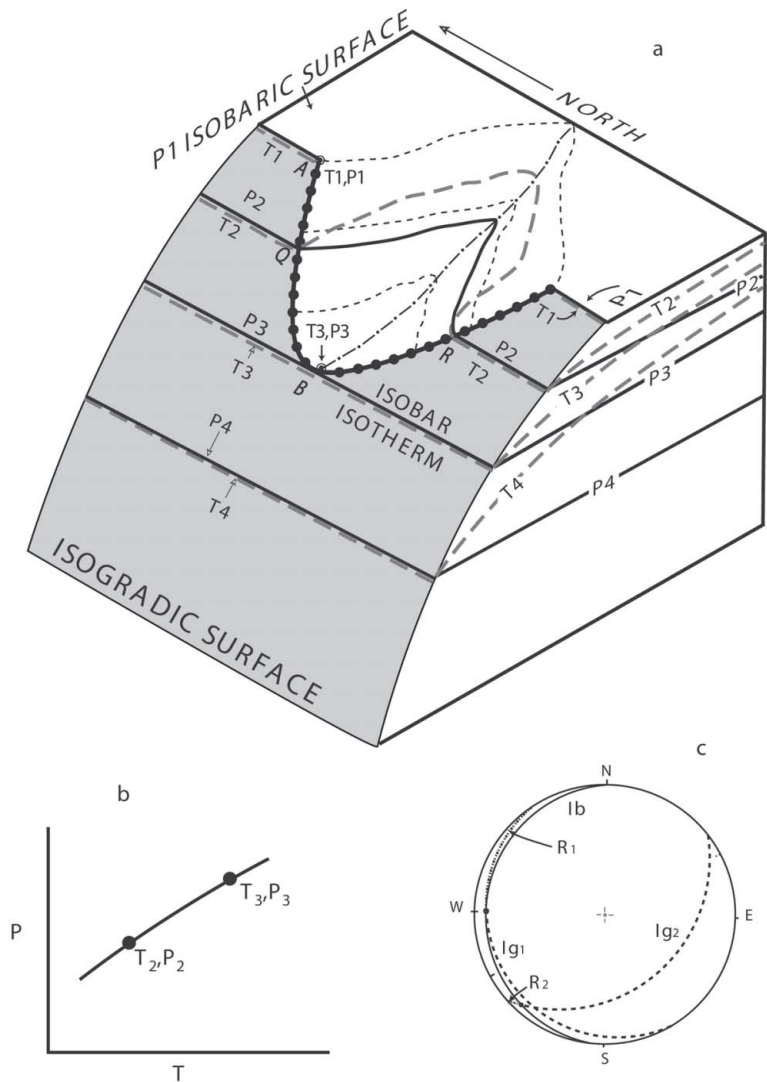 a
P1 ISOBARIC SURFACE
NORTH
T1
A
T1,P1
P2
T2
Q
P3
T3
T3,P3
B
R
T1
P1
P2
T2
ISOBAR
ISOTHERM
T2
P2
T3
P3
T4
P4
P4
T4
ISOGRADIC SURFACE
b
P
T3,P3
T2,P2
T
c
N
Ib
R1
W
E
Ig1
Ig2
R2
S